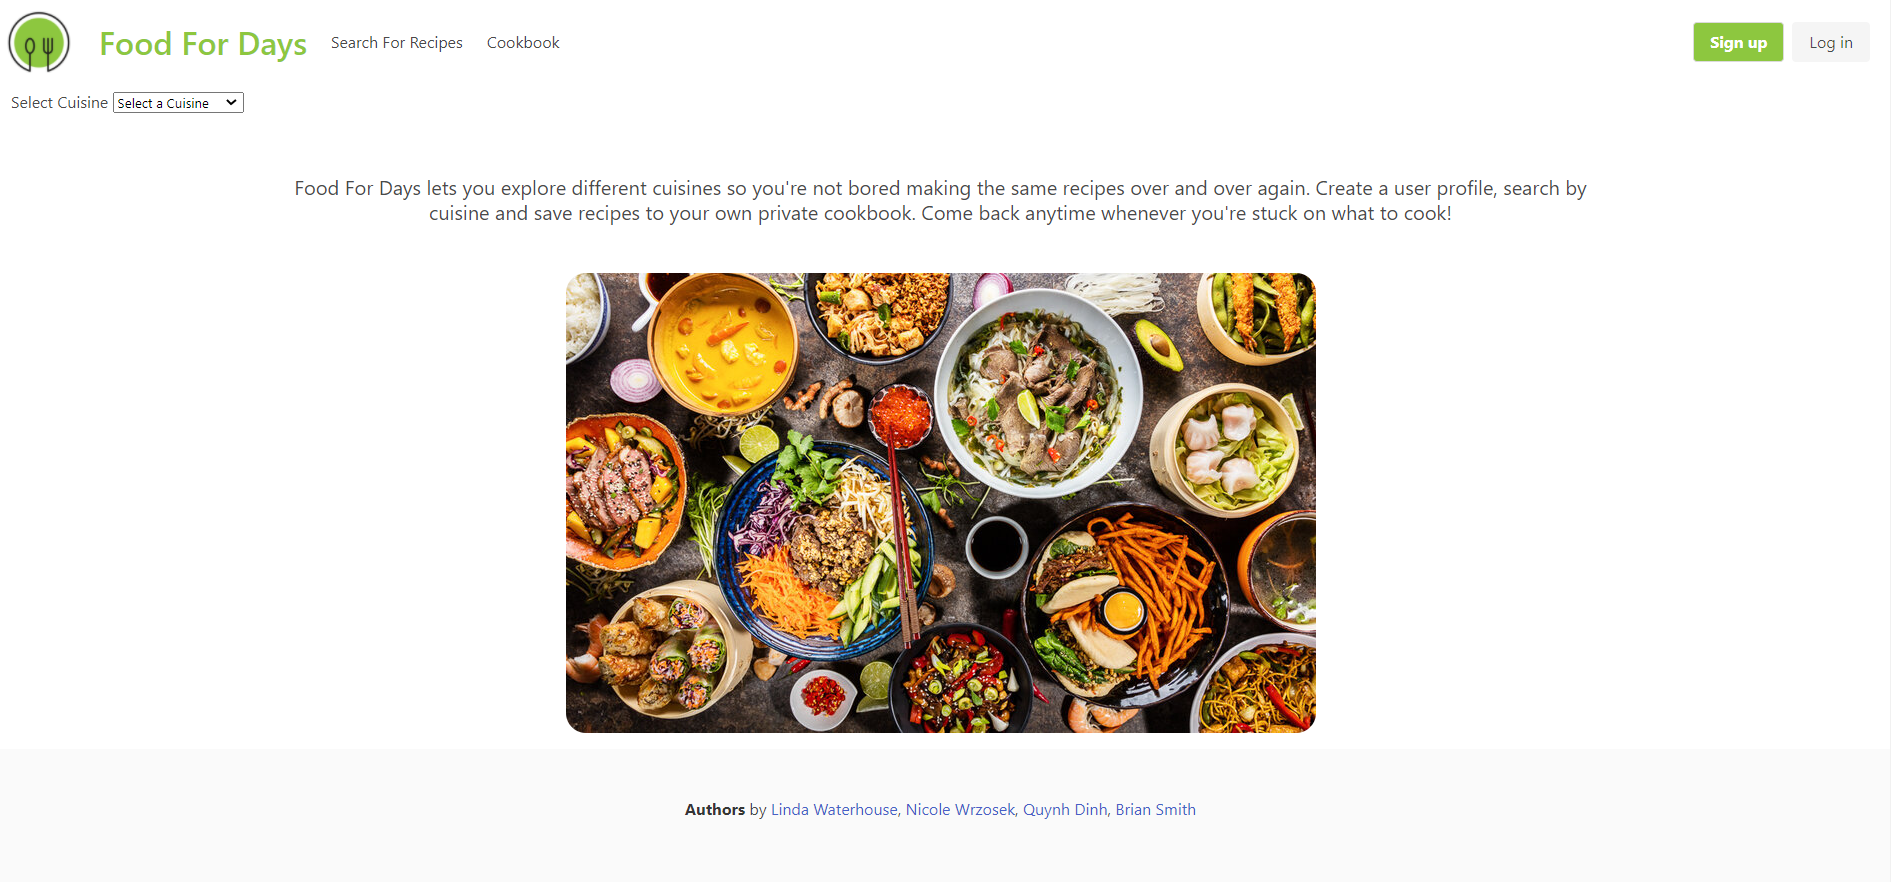 Food For Days
Search For Recipes
Cookbook
Sign up
Log in
Select Cuisine
Select a Cuisine
Food For Days lets you explore different cuisines so you're not bored making the same recipes over and over again. Create a user profile, search by
cuisine and save recipes to your own private cookbook. Come back anytime whenever you're stuck on what to cook!
Authors by Linda Waterhouse, Nicole Wrzosek, Quynh Dinh, Brian Smith